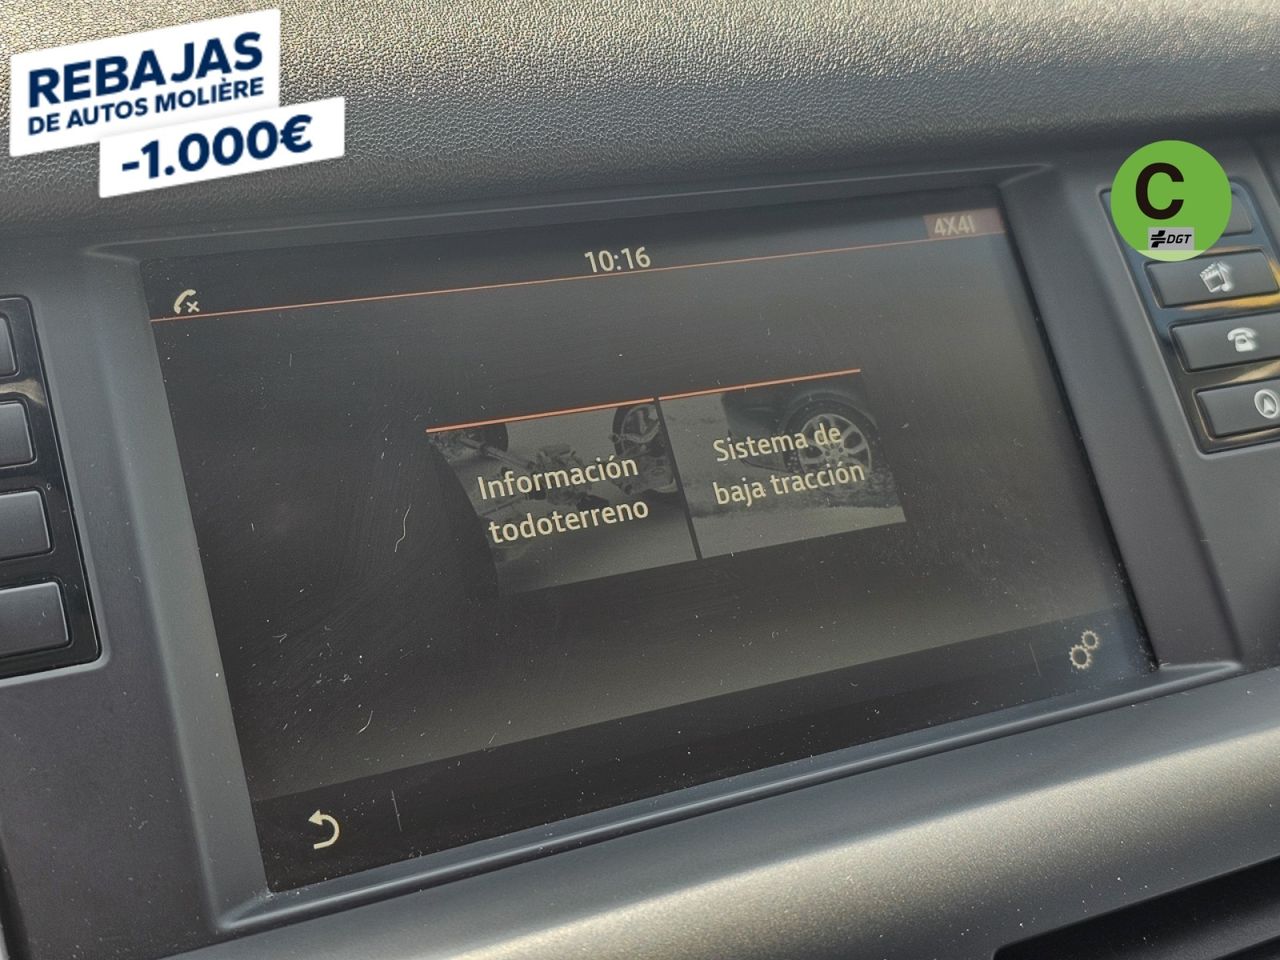 REBAJAS
DE AUTOS MOLIÈRE
-1.000€
C
DGT
10:16
4X4I
Información
todoterreno
Sistema de
baja tracción